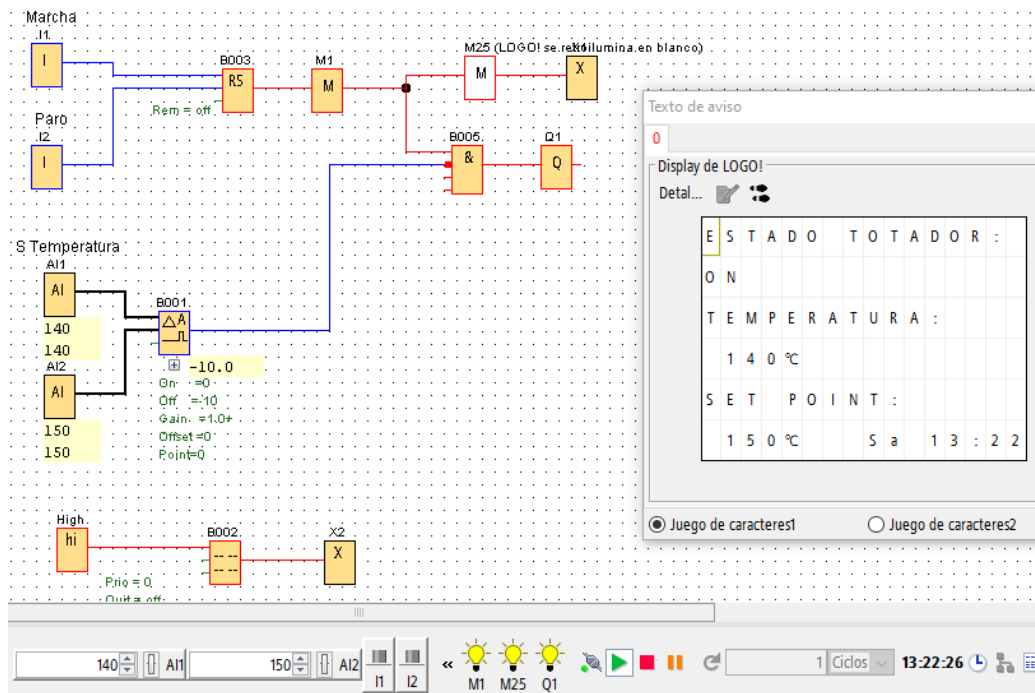 Marcha
I1
I
B003
RS
Rem = off
M1
M
M25 (LOGO! se retroilumina en blanco)
M
X
Paro
I2
I
B005
&
Q1
Q
S Temperatura
AI1
AI
140
140
AI2
AI
150
150
B001
A
-10.0
On =0
Off =-10
Gain =1.0+
Offset =0
Point=0
High
hi
B002
X2
X
Prio = 0
Quit = off
Texto de aviso
0
Display de LOGO!
Detal...
ESTADO TOTADOR:
ON
TEMPERATURA:
140℃
SET POINT:
150℃ Sa 13:22
Juego de caracteres1
Juego de caracteres2
140 AI1
150 AI2
I1
I2
«
M1
M25
Q1
1 Ciclos
13:22:26